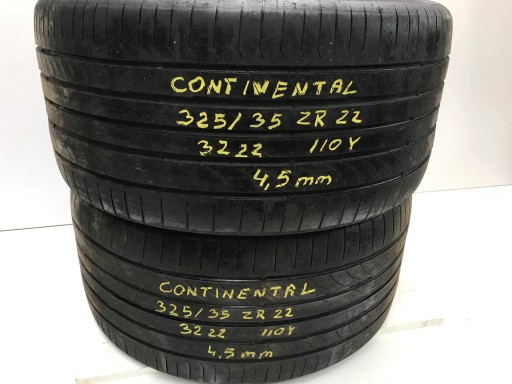 CONTINENTAL
325/35 ZR 22
3222 110Y
4,5mm
CONTINENTAL
325/35 ZR 22
3222 110Y
4,5mm